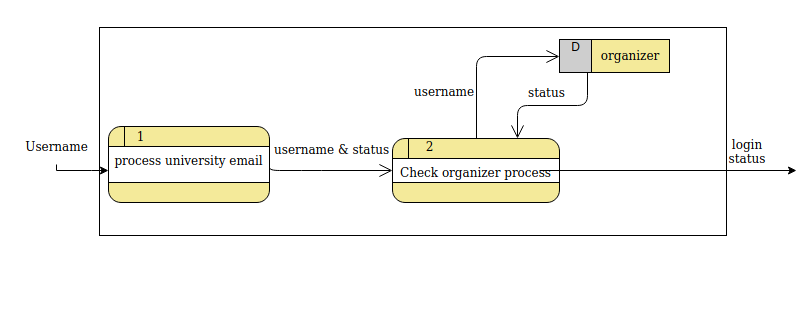 D
organizer
username
status
Username
1
process university email
username & status
2
Check organizer process
login
status